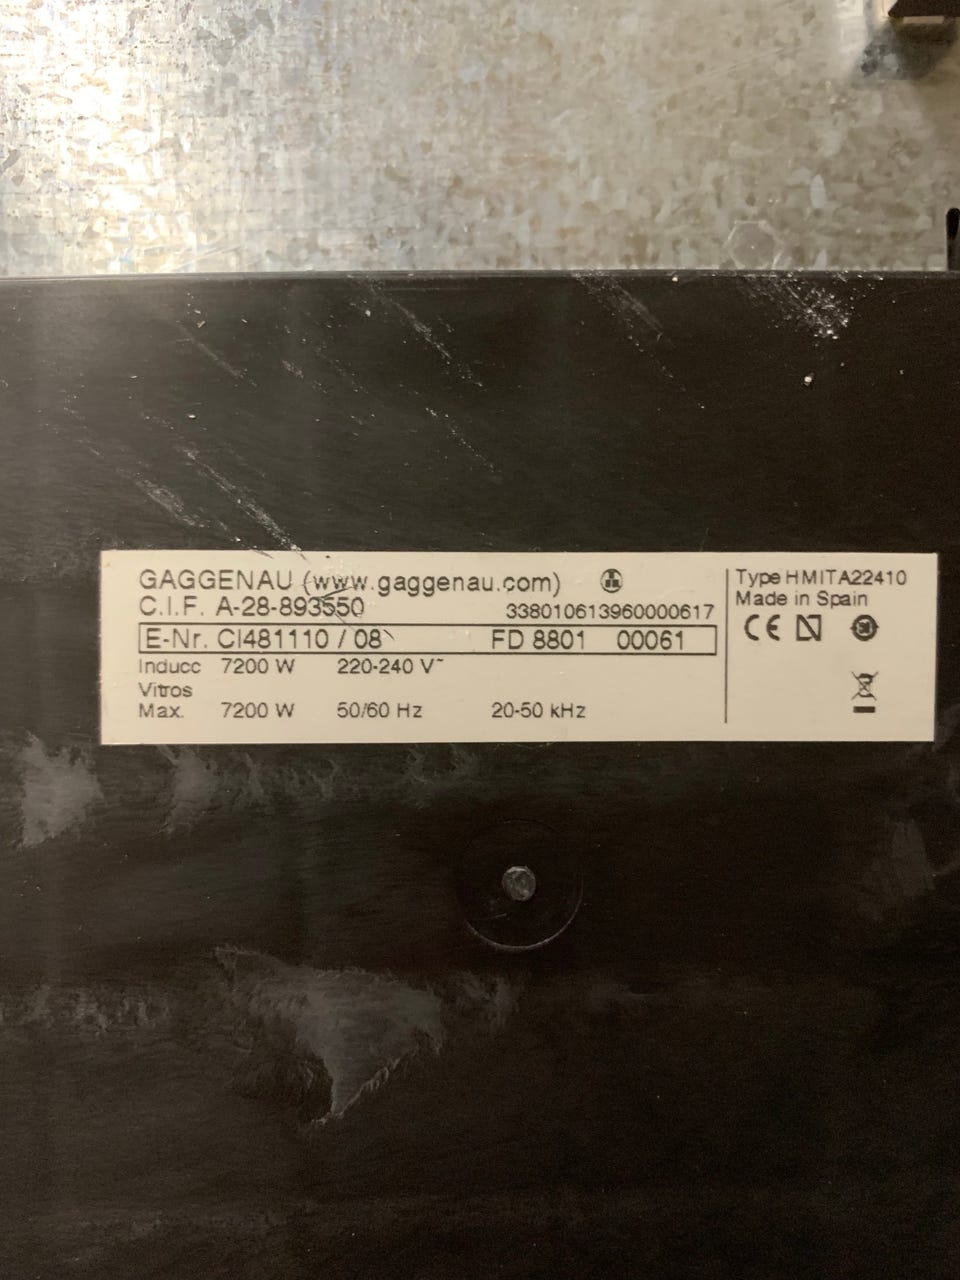 GAGGENAU (www.gaggenau.com)
C.I.F. A-28-893550 338010613960000617
E-Nr. CI481110 / 08 FD 8801 00061
Inducc 7200 W 220-240 V~
Vitros
Max. 7200 W 50/60 Hz 20-50 kHz
Type HMITA22410
Made in Spain
CE